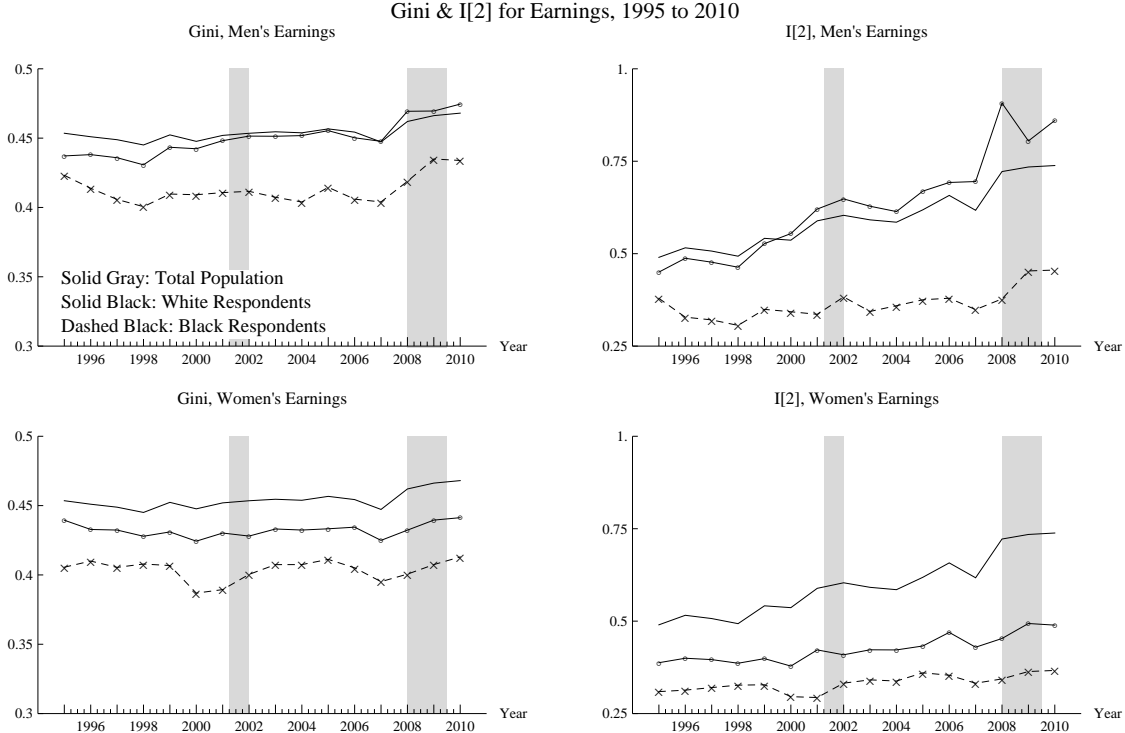 Gini & I[2] for Earnings, 1995 to 2010
Gini, Men's Earnings
0.5
0.45
0.4
0.35
0.3
Solid Gray: Total Population
Solid Black: White Respondents
Dashed Black: Black Respondents
1996 1998 2000 2002 2004 2006 2008 2010 Year
I[2], Men's Earnings
1.
0.75
0.5
0.25
1996 1998 2000 2002 2004 2006 2008 2010 Year
Gini, Women's Earnings
0.5
0.45
0.4
0.35
0.3
1996 1998 2000 2002 2004 2006 2008 2010 Year
I[2], Women's Earnings
1.
0.75
0.5
0.25
1996 1998 2000 2002 2004 2006 2008 2010 Year